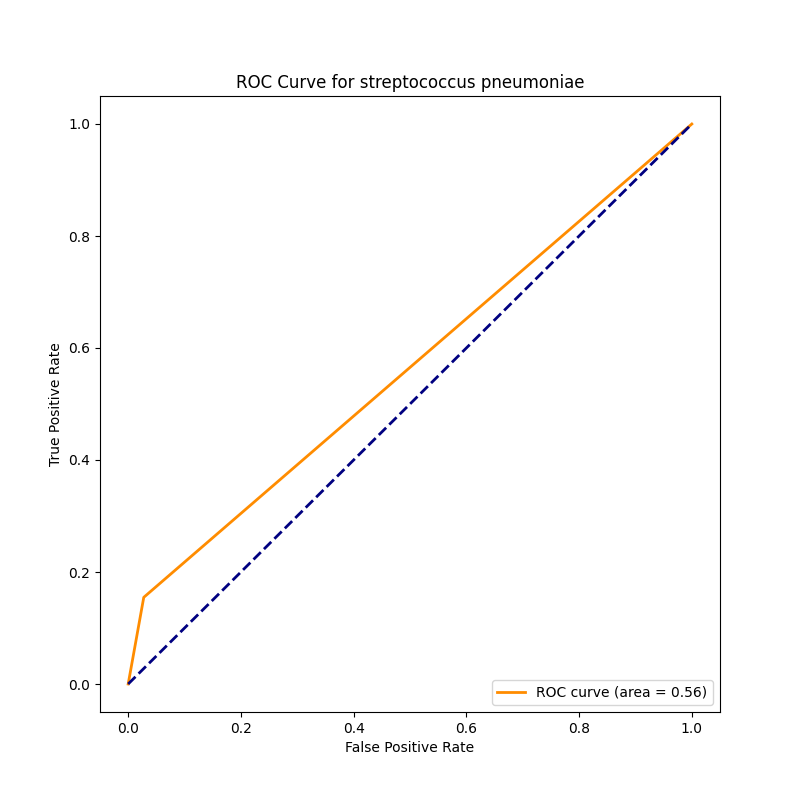 ROC Curve for streptococcus pneumoniae
True Positive Rate
1.0
0.8
0.6
0.4
0.2
0.0
ROC curve (area = 0.56)
0.0 0.2 0.4 0.6 0.8 1.0
False Positive Rate